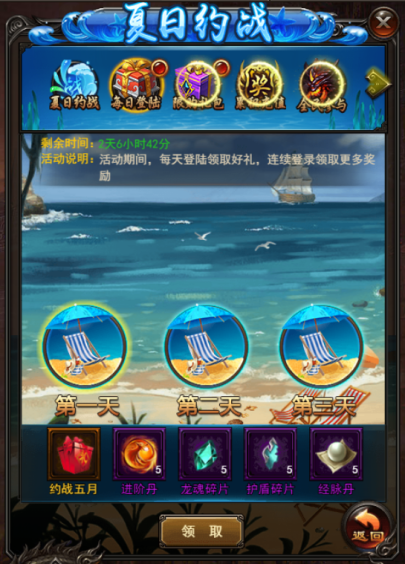 夏日约战
夏日约战 每日登陆 包 奖
剩余时间：2天6小时42分
活动说明：活动期间，每天登陆领取好礼，连续登录领取更多奖
励
第一天 第二天 第三天
5 5 5 5
约战五月 进阶丹 龙魂碎片 护盾碎片 经脉丹
领 取
返回